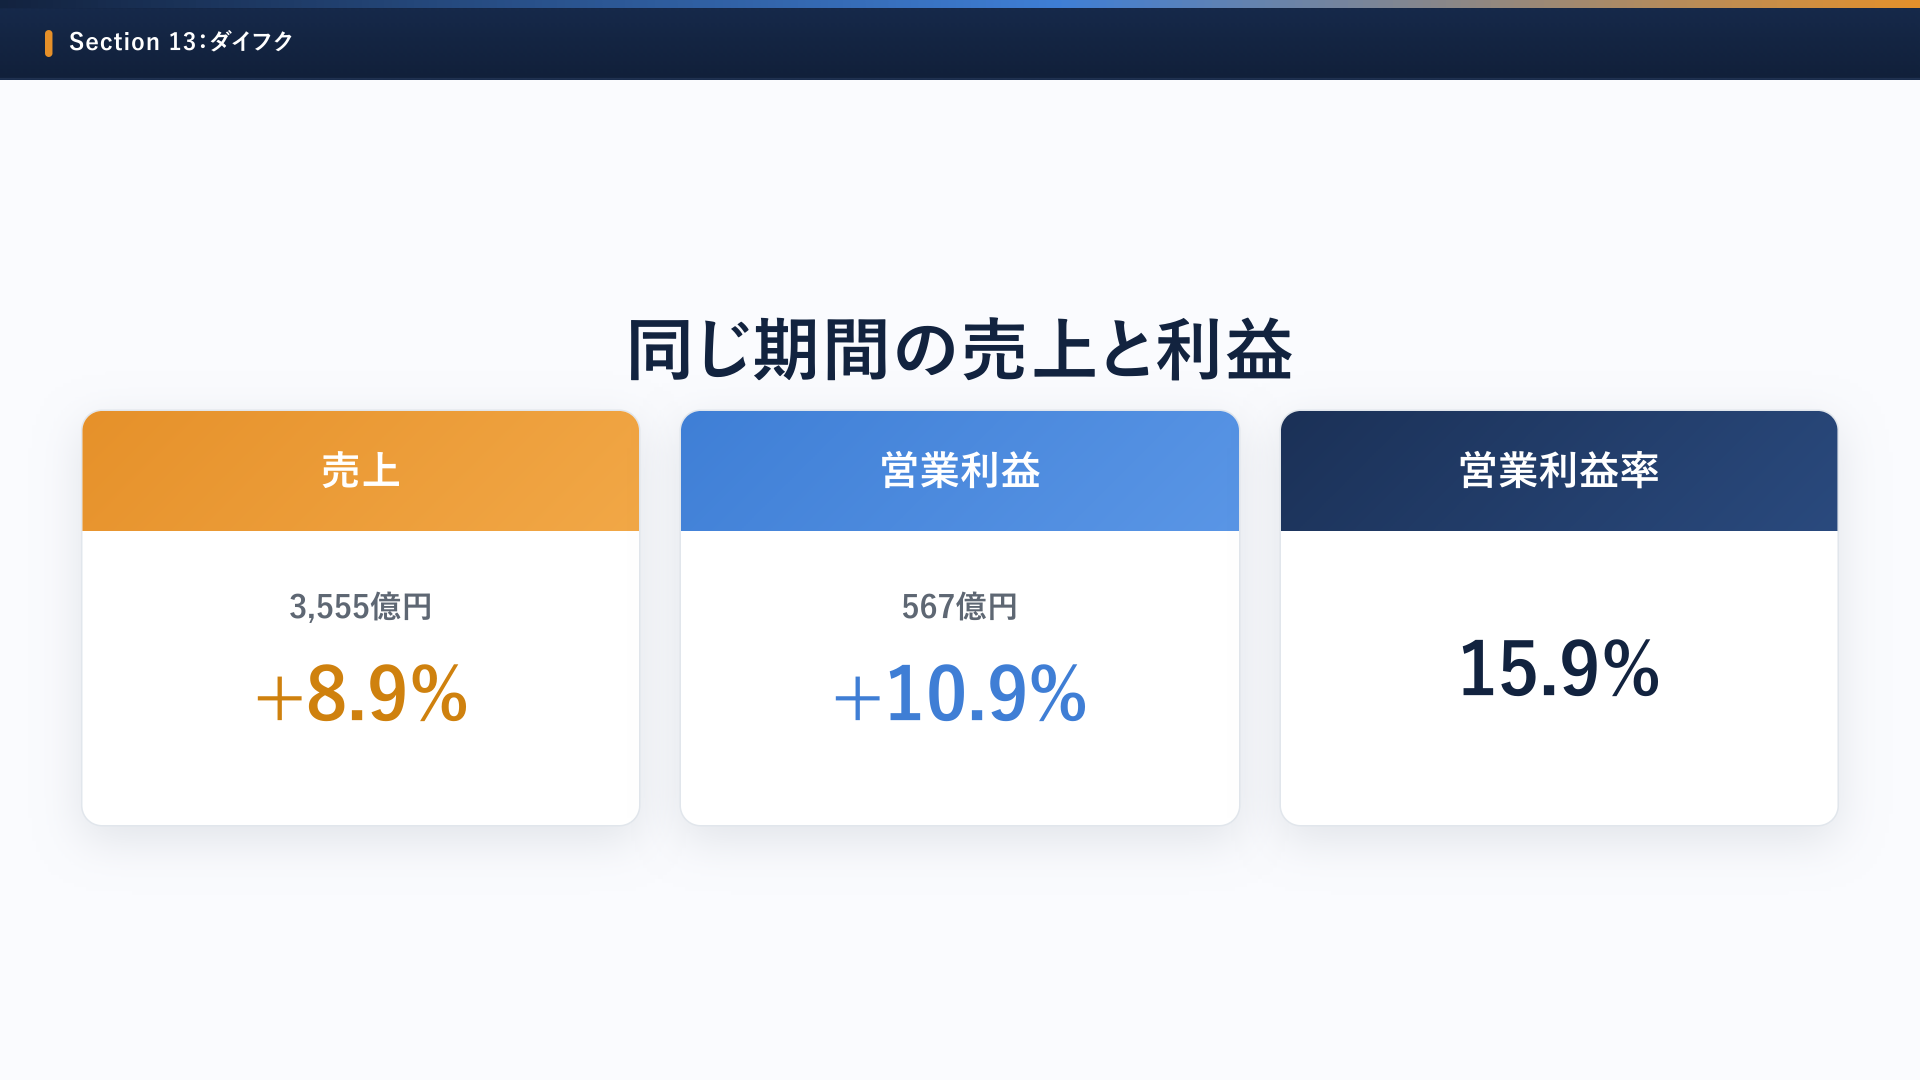 Section 13：ダイフク
同じ期間の売上と利益
売上
3,555億円
+8.9%
営業利益
567億円
+10.9%
営業利益率
15.9%